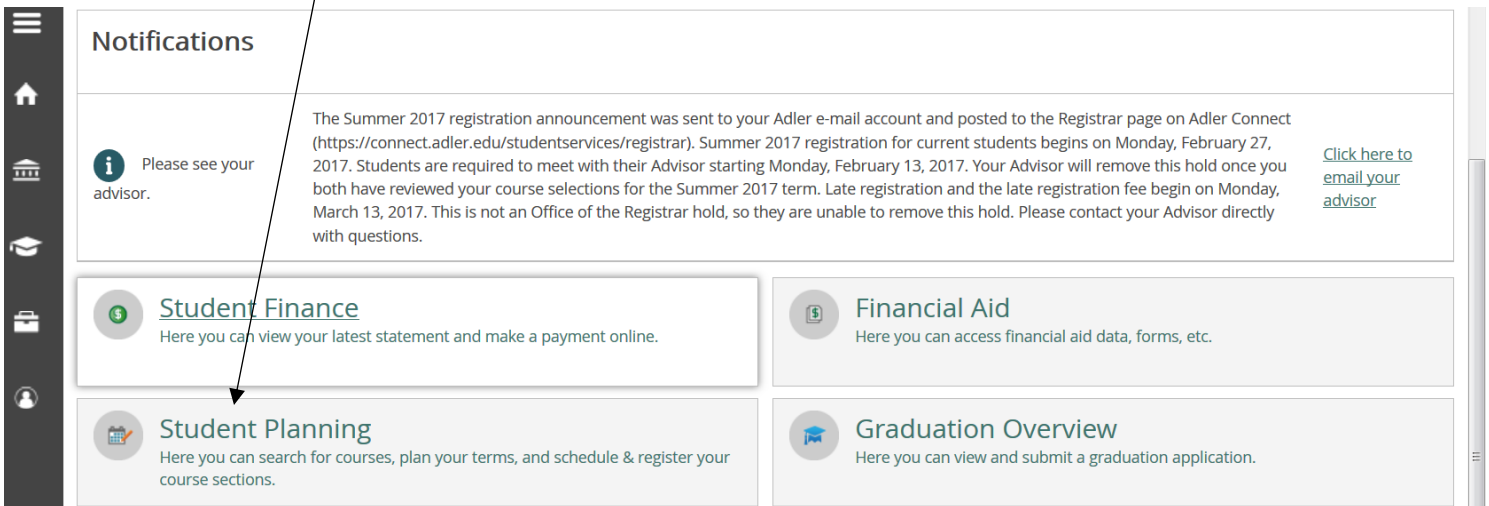 Notifications
Please see your
advisor.
The Summer 2017 registration announcement was sent to your Adler e-mail account and posted to the Registrar page on Adler Connect
(https://connect.adler.edu/studentservices/registrar). Summer 2017 registration for current students begins on Monday, February 27,
2017. Students are required to meet with their Advisor starting Monday, February 13, 2017. Your Advisor will remove this hold once you
both have reviewed your course selections for the Summer 2017 term. Late registration and the late registration fee begin on Monday,
March 13, 2017. This is not an Office of the Registrar hold, so they are unable to remove this hold. Please contact your Advisor directly
with questions.
Click here to
email your
advisor
Student Finance
Here you can view your latest statement and make a payment online.
Financial Aid
Here you can access financial aid data, forms, etc.
Student Planning
Here you can search for courses, plan your terms, and schedule & register your
course sections.
Graduation Overview
Here you can view and submit a graduation application.